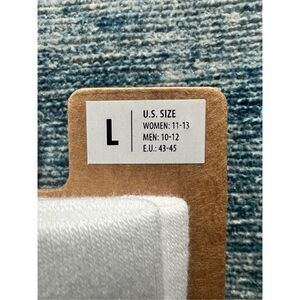 L
U.S. SIZE
WOMEN: 11-13
MEN: 10-12
E.U.: 43-45